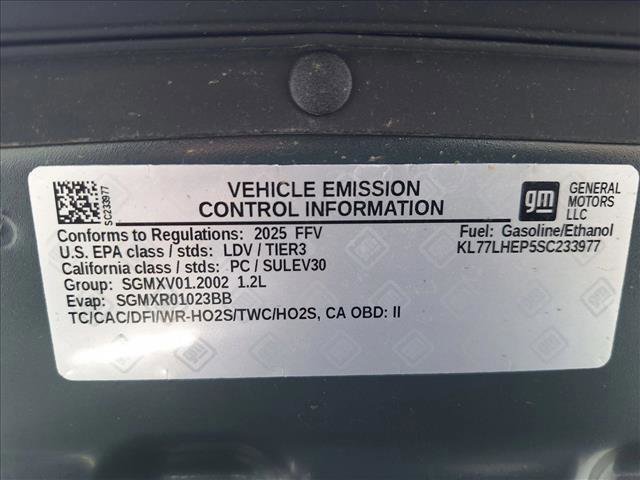 VEHICLE EMISSION
CONTROL INFORMATION
gm
GENERAL
MOTORS
LLC
SC233977
Conforms to Regulations: 2025 FFV
Fuel: Gasoline/Ethanol
U.S. EPA class / stds: LDV / TIER3
KL77LHEP5SC233977
California class / stds: PC / SULEV30
Group: SGMXV01.2002 1.2L
Evap: SGMXR01023BB
TC/CAC/DFI/WR-HO2S/TWC/HO2S, CA OBD: II